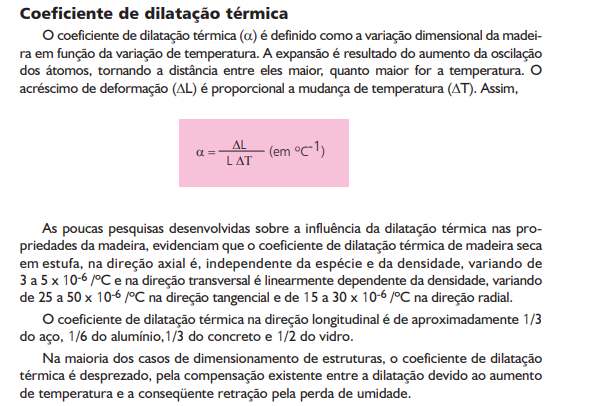 Coeficiente de dilatação térmica
O coeficiente de dilatação térmica (α) é definido como a variação dimensional da madei-
ra em função da variação de temperatura. A expansão é resultado do aumento da oscilação
dos átomos, tornando a distância entre eles maior, quanto maior for a temperatura. O
acréscimo de deformação (ΔL) é proporcional a mudança de temperatura (ΔT). Assim,
α = ΔL / L ΔT (em ºC-1)
As poucas pesquisas desenvolvidas sobre a influência da dilatação térmica nas pro-
priedades da madeira, evidenciam que o coeficiente de dilatação térmica de madeira seca
em estufa, na direção axial é, independente da espécie e da densidade, variando de
3 a 5 x 10-6 /ºC e na direção transversal é linearmente dependente da densidade, variando
de 25 a 50 x 10-6 /ºC na direção tangencial e de 15 a 30 x 10-6 /ºC na direção radial.
O coeficiente de dilatação térmica na direção longitudinal é de aproximadamente 1/3
do aço, 1/6 do alumínio,1/3 do concreto e 1/2 do vidro.
Na maioria dos casos de dimensionamento de estruturas, o coeficiente de dilatação
térmica é desprezado, pela compensação existente entre a dilatação devido ao aumento
de temperatura e a conseqüente retração pela perda de umidade.